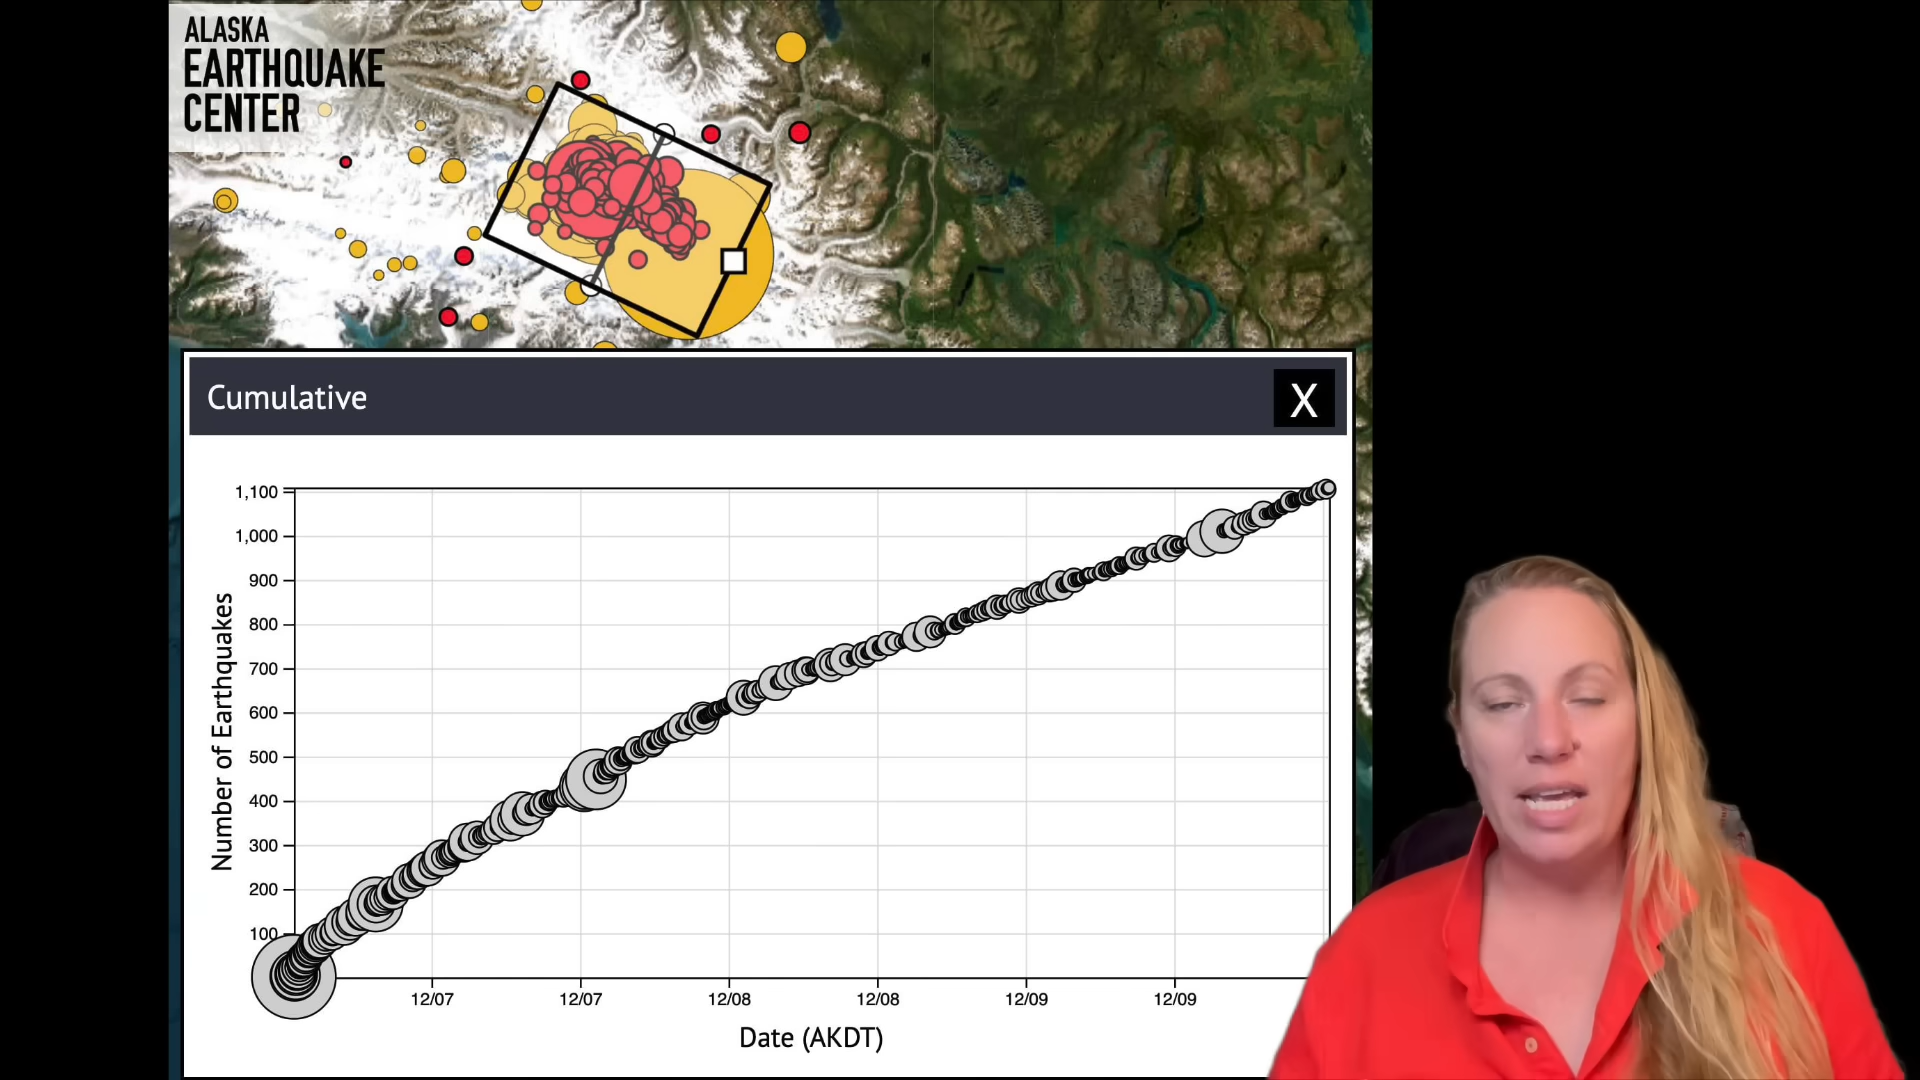 ALASKA
EARTHQUAKE
CENTER
Cumulative
X
1,100
1,000
900
800
700
600
500
400
300
200
100
Number of Earthquakes
12/07
12/07
12/08
12/08
12/09
12/09
Date (AKDT)